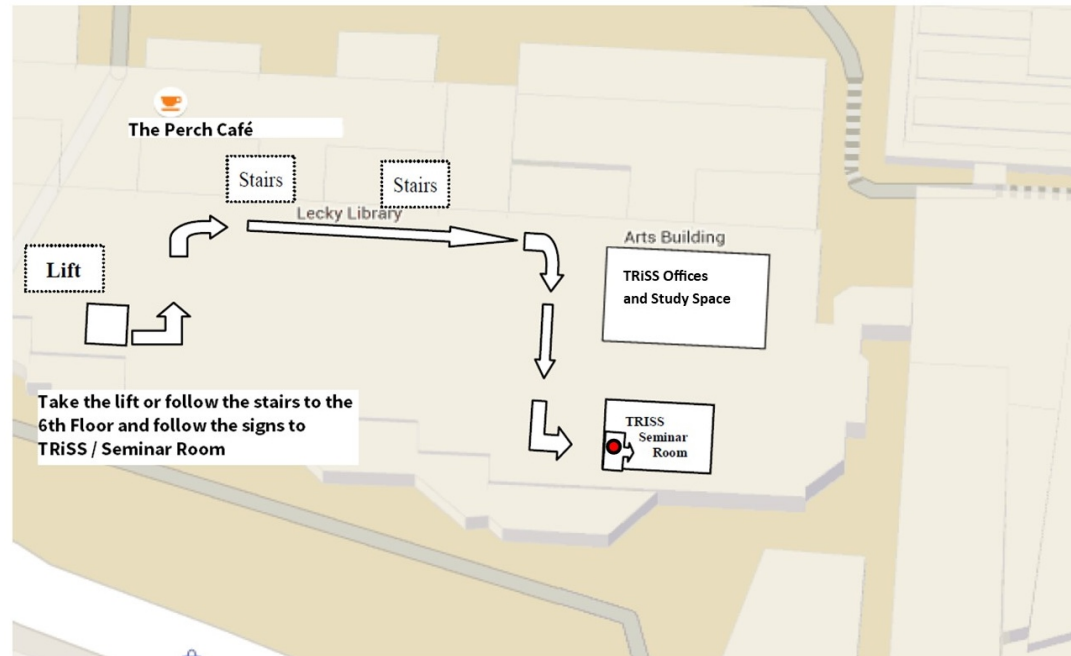 The Perch Café
Stairs
Stairs
Lecky Library
Arts Building
Lift
TRiSS Offices
and Study Space
Take the lift or follow the stairs to the
6th Floor and follow the signs to
TRiSS / Seminar Room
TRISS
Seminar
Room